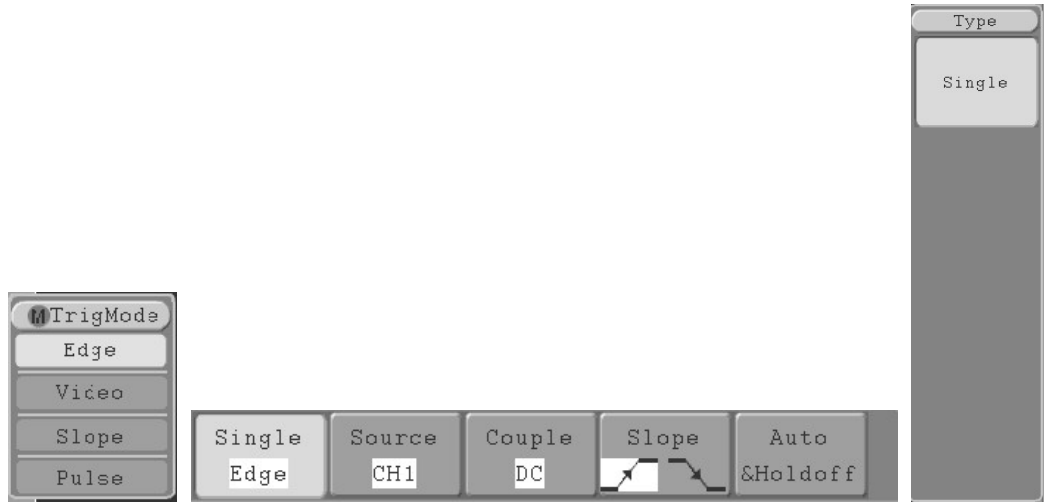 Type
Single
M TrigMode
Edge
Video
Slope
Pulse
Single Source Couple Slope Auto
Edge CH1 DC &Holdoff